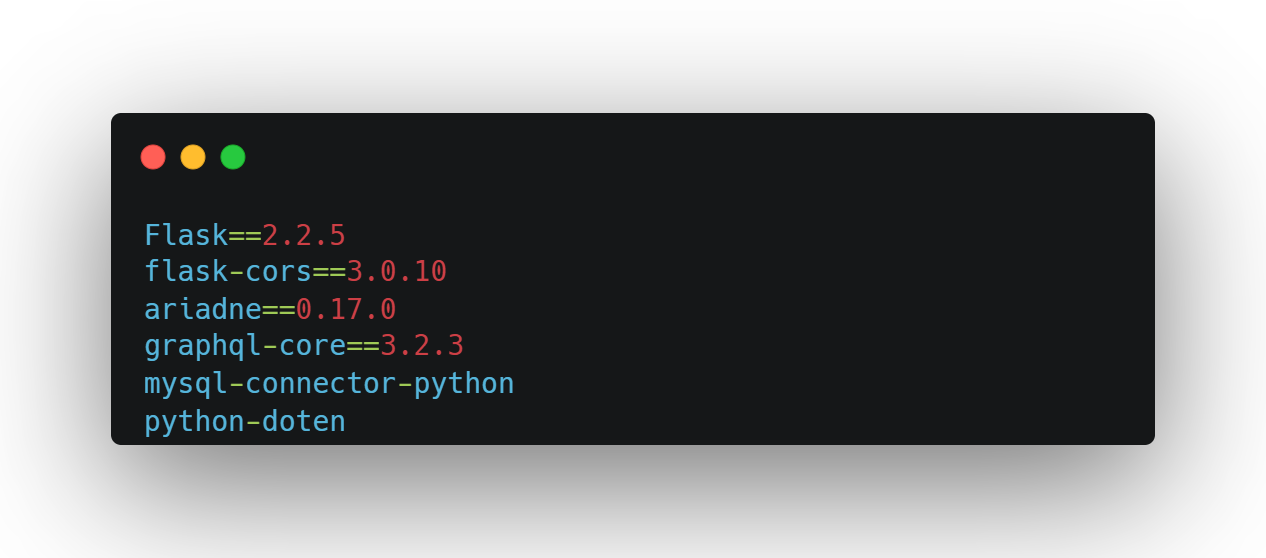 Flask==2.2.5
flask-cors==3.0.10
ariadne==0.17.0
graphql-core==3.2.3
mysql-connector-python
python-doten